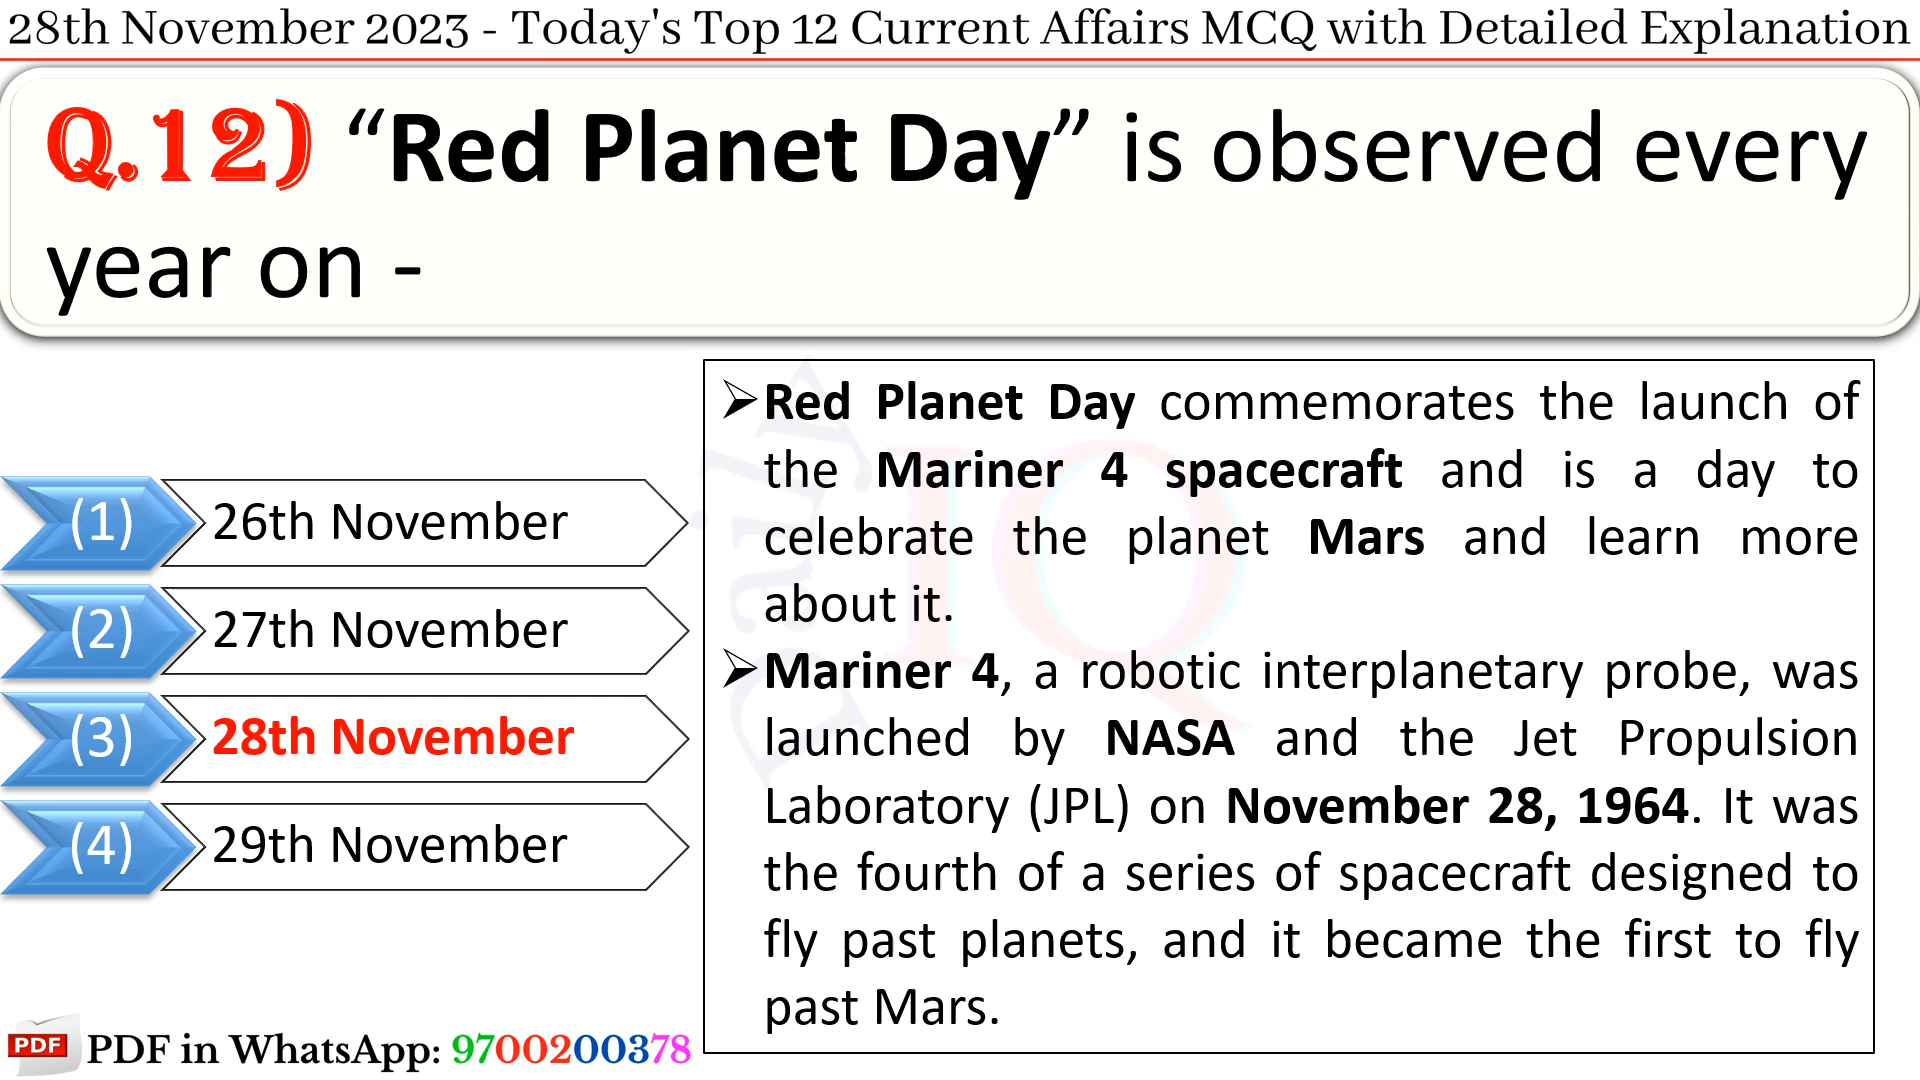 28th November 2023 - Today's Top 12 Current Affairs MCQ with Detailed Explanation
Q.12) “Red Planet Day” is observed every
year on -
(1) 26th November
(2) 27th November
(3) 28th November
(4) 29th November
➢Red Planet Day commemorates the launch of
the Mariner 4 spacecraft and is a day to
celebrate the planet Mars and learn more
about it.
➢Mariner 4, a robotic interplanetary probe, was
launched by NASA and the Jet Propulsion
Laboratory (JPL) on November 28, 1964. It was
the fourth of a series of spacecraft designed to
fly past planets, and it became the first to fly
past Mars.
Daily IQ
PDF PDF in WhatsApp: 9700200378